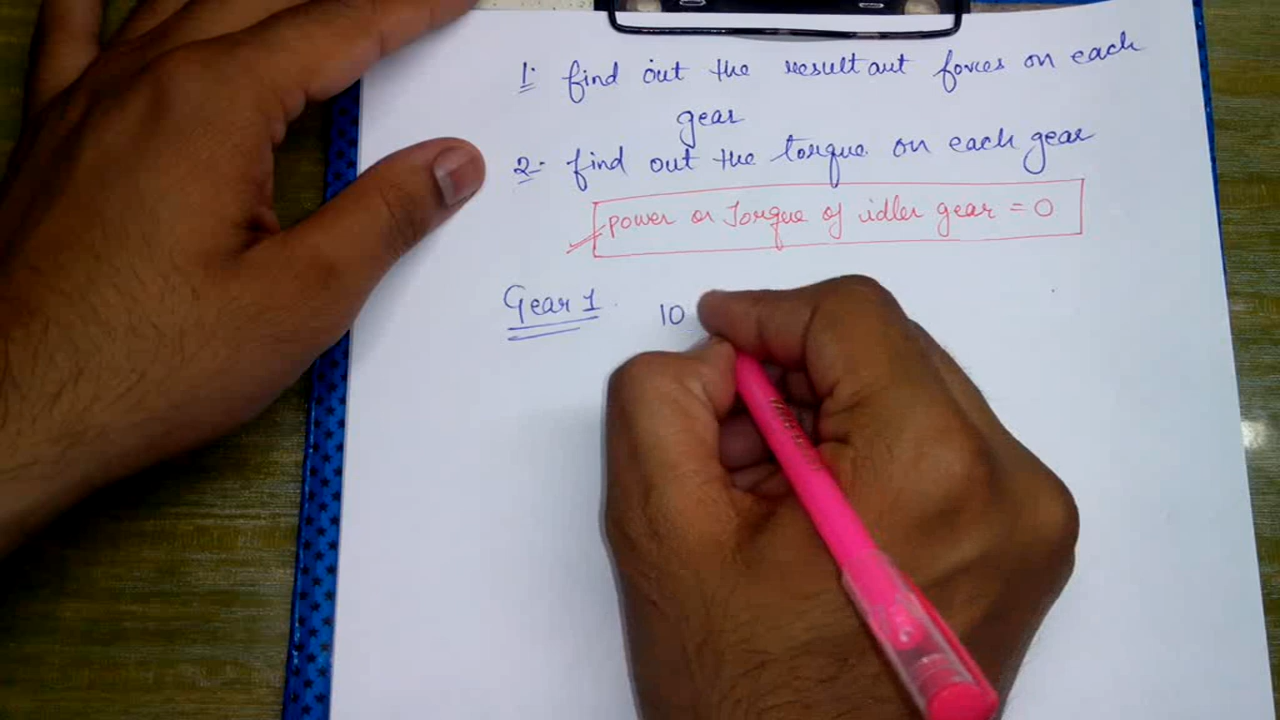 1. find out the resultant forces on each
gear
2- find out the torque on each gear
power or Torque of idler gear = 0
Gear 1 10